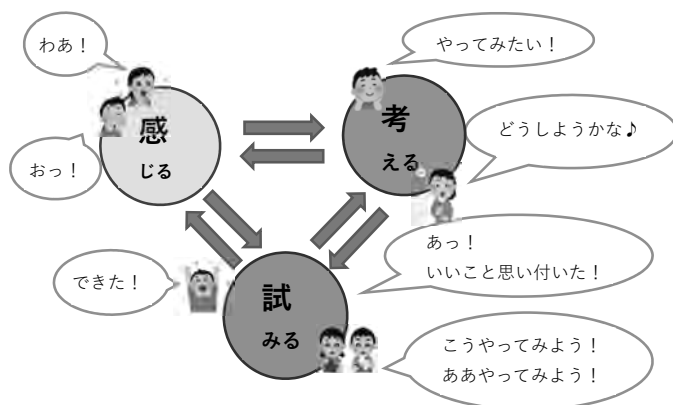 わあ！
おっ！
感
じる
やってみたい！
考
える
どうしようかな♪
できた！
試
みる
あっ！
いいこと思い付いた！
こうやってみよう！
ああやってみよう！